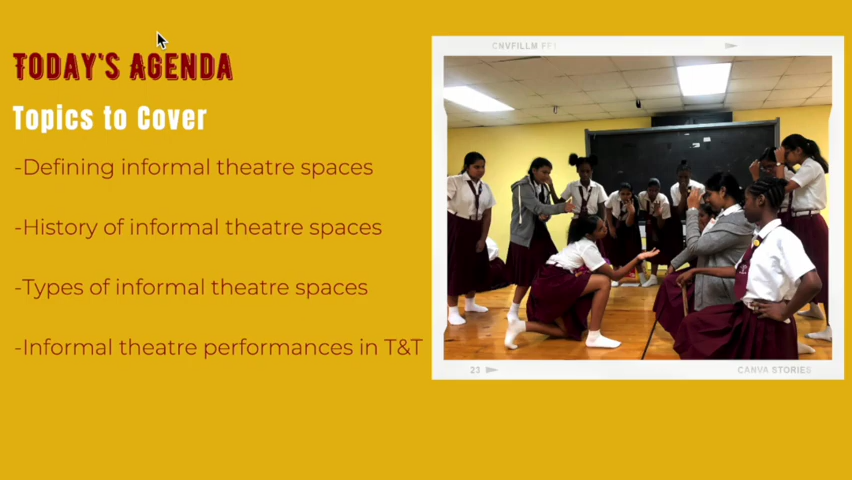 TODAY'S AGENDA
Topics to Cover
-Defining informal theatre spaces
-History of informal theatre spaces
-Types of informal theatre spaces
-Informal theatre performances in T&T
CNVFILLM FF1
23
CANVA STORIES